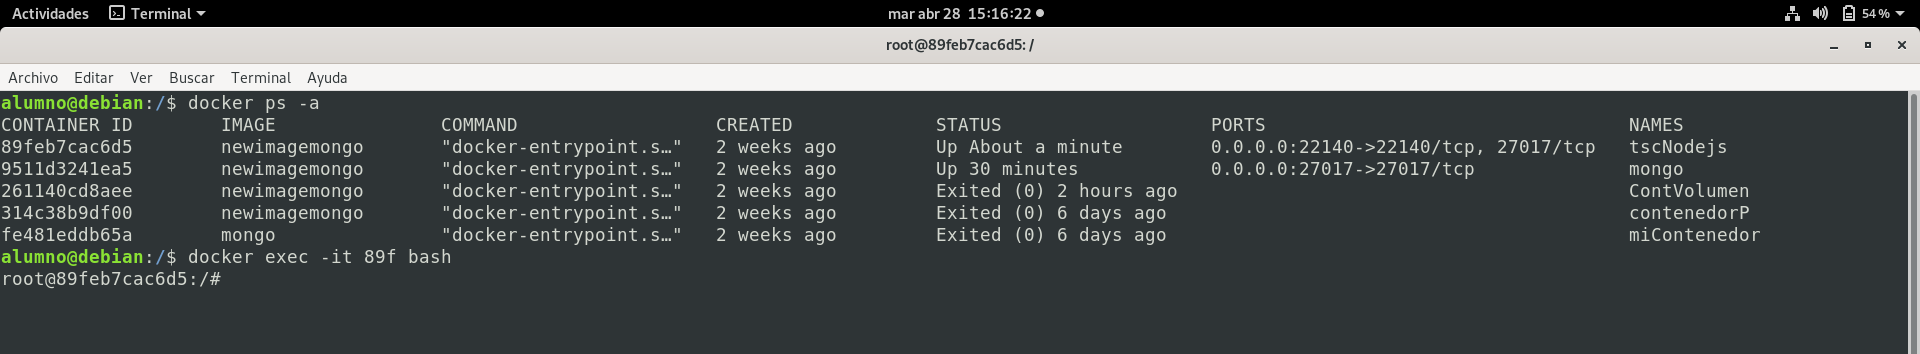 Actividades Terminal mar abr 28 15:16:22 54 %
root@89feb7cac6d5: /
Archivo Editar Ver Buscar Terminal Ayuda
alumno@debian:/$ docker ps -a
CONTAINER ID IMAGE COMMAND CREATED STATUS PORTS NAMES
89feb7cac6d5 newimagemongo "docker-entrypoint.s…" 2 weeks ago Up About a minute 0.0.0.0:22140->22140/tcp, 27017/tcp tscNodejs
9511d3241ea5 newimagemongo "docker-entrypoint.s…" 2 weeks ago Up 30 minutes 0.0.0.0:27017->27017/tcp mongo
261140cd8aee newimagemongo "docker-entrypoint.s…" 2 weeks ago Exited (0) 2 hours ago ContVolumen
314c38b9df00 newimagemongo "docker-entrypoint.s…" 2 weeks ago Exited (0) 6 days ago contenedorP
fe481eddb65a mongo "docker-entrypoint.s…" 2 weeks ago Exited (0) 6 days ago miContenedor
alumno@debian:/$ docker exec -it 89f bash
root@89feb7cac6d5:/#